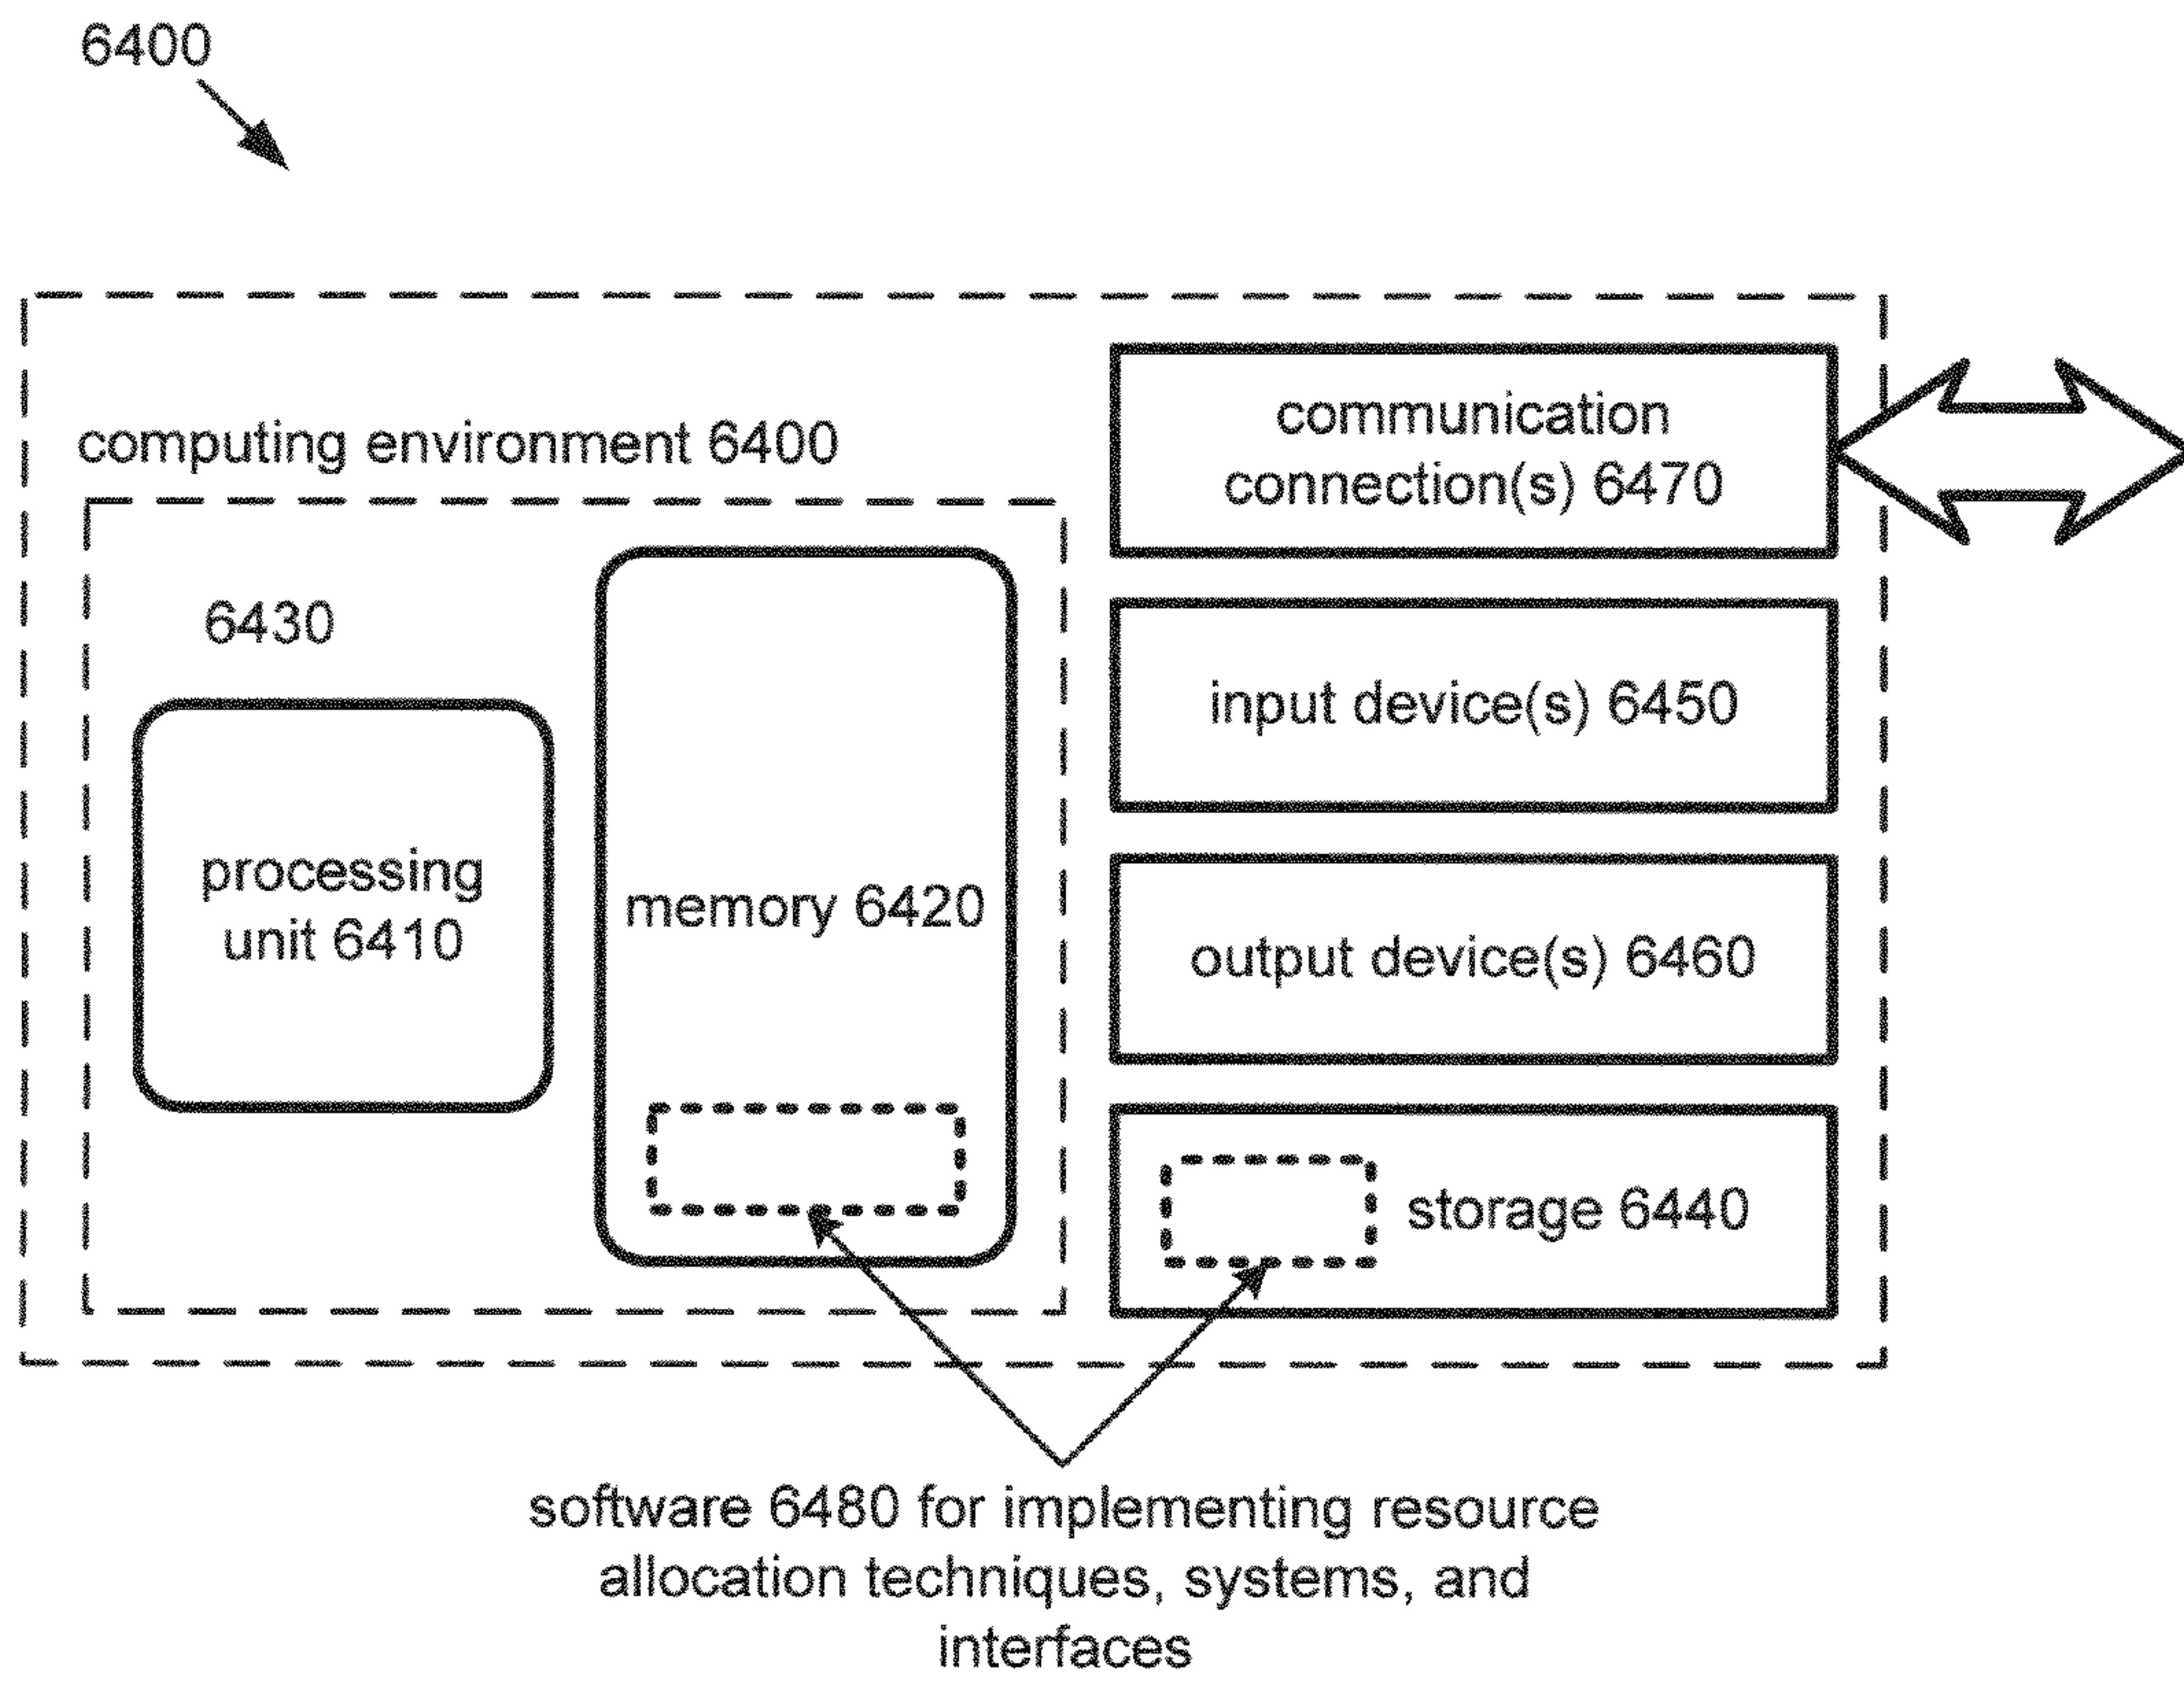 6400
computing environment 6400
6430
processing
unit 6410
memory 6420
communication
connection(s) 6470
input device(s) 6450
output device(s) 6460
storage 6440
software 6480 for implementing resource
allocation techniques, systems, and
interfaces